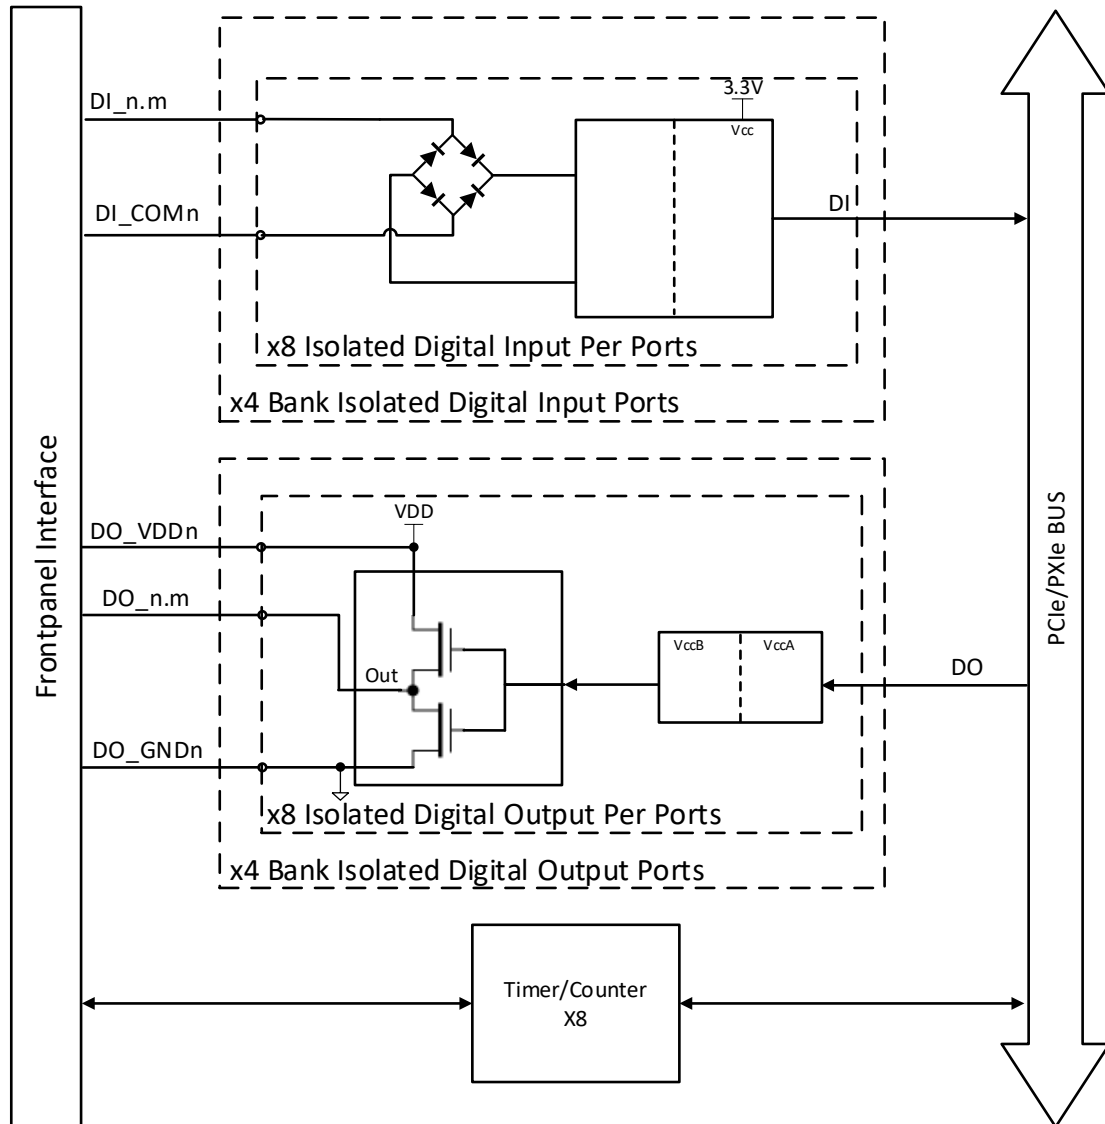 Frontpanel Interface
DI_n.m
DI_COMn
3.3V
Vcc
DI
x8 Isolated Digital Input Per Ports
x4 Bank Isolated Digital Input Ports
DO_VDDn
VDD
DO_n.m
Out
VccB
VccA
DO
DO_GNDn
x8 Isolated Digital Output Per Ports
x4 Bank Isolated Digital Output Ports
Timer/Counter
X8
PCIe/PXIe BUS